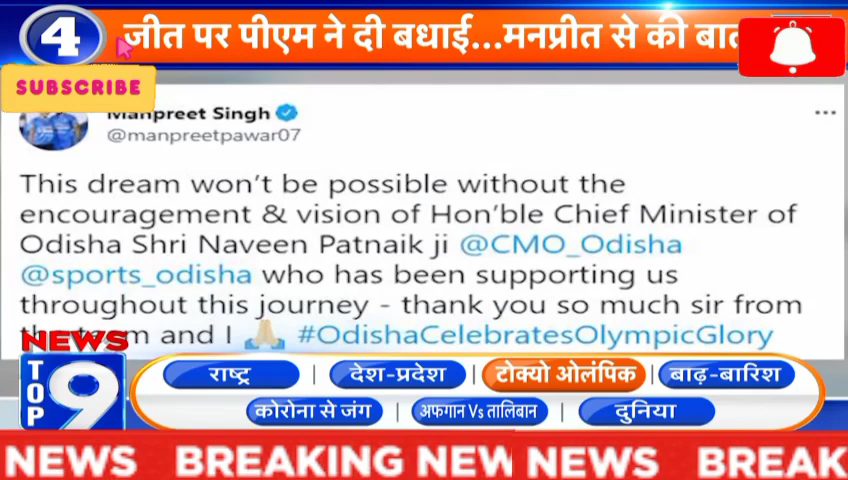 4 जीत पर पीएम ने दी बधाई...मनप्रीत से की बात
SUBSCRIBE
Manpreet Singh
@manpreetpawar07
This dream won't be possible without the
encouragement & vision of Hon'ble Chief Minister of
Odisha Shri Naveen Patnaik ji @CMO_Odisha
@sports_odisha who has been supporting us
throughout this journey - thank you so much sir from
the team and I 🙏🏻 #OdishaCelebratesOlympicGlory
NEWS
TOP 9
राष्ट्र | देश-प्रदेश | टोक्यो ओलंपिक | बाढ़-बारिश
कोरोना से जंग | अफगान Vs तालिबान | दुनिया
NEWS BREAKING NEW NEWS BREAK